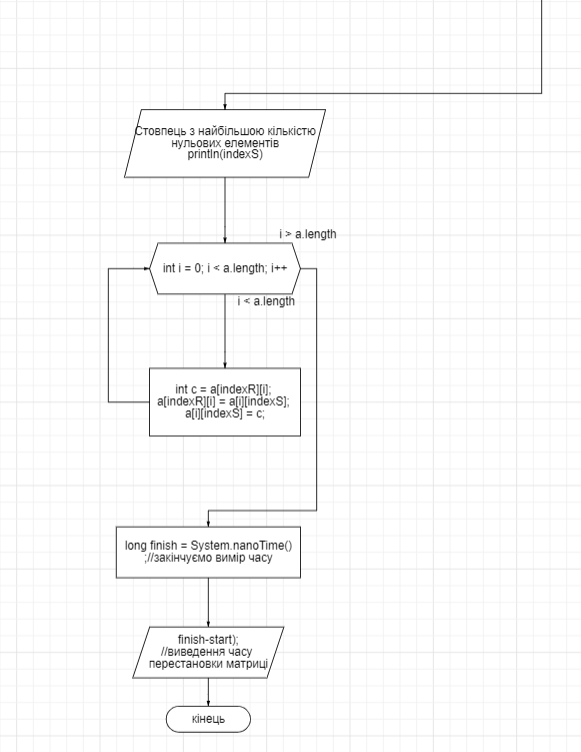 Стовпець з найбільшою кількістю
нульових елементів
println(indexS)
i > a.length
int i = 0; i < a.length; i++
i < a.length
int c = a[indexR][i];
a[indexR][i] = a[i][indexS];
a[i][indexS] = c;
long finish = System.nanoTime()
;//закінчуємо вимір часу
finish-start);
//виведення часу
перестановки матриці
кінець